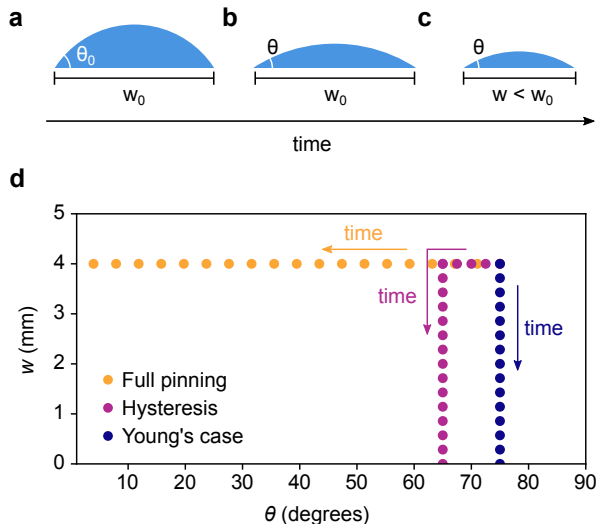 a
b
c
θ₀
θ
θ
w₀
w₀
w < w₀
time
d
5
4
3
2
1
0
w (mm)
time
time
time
Full pinning
Hysteresis
Young's case
10 20 30 40 50 60 70 80 90
θ (degrees)